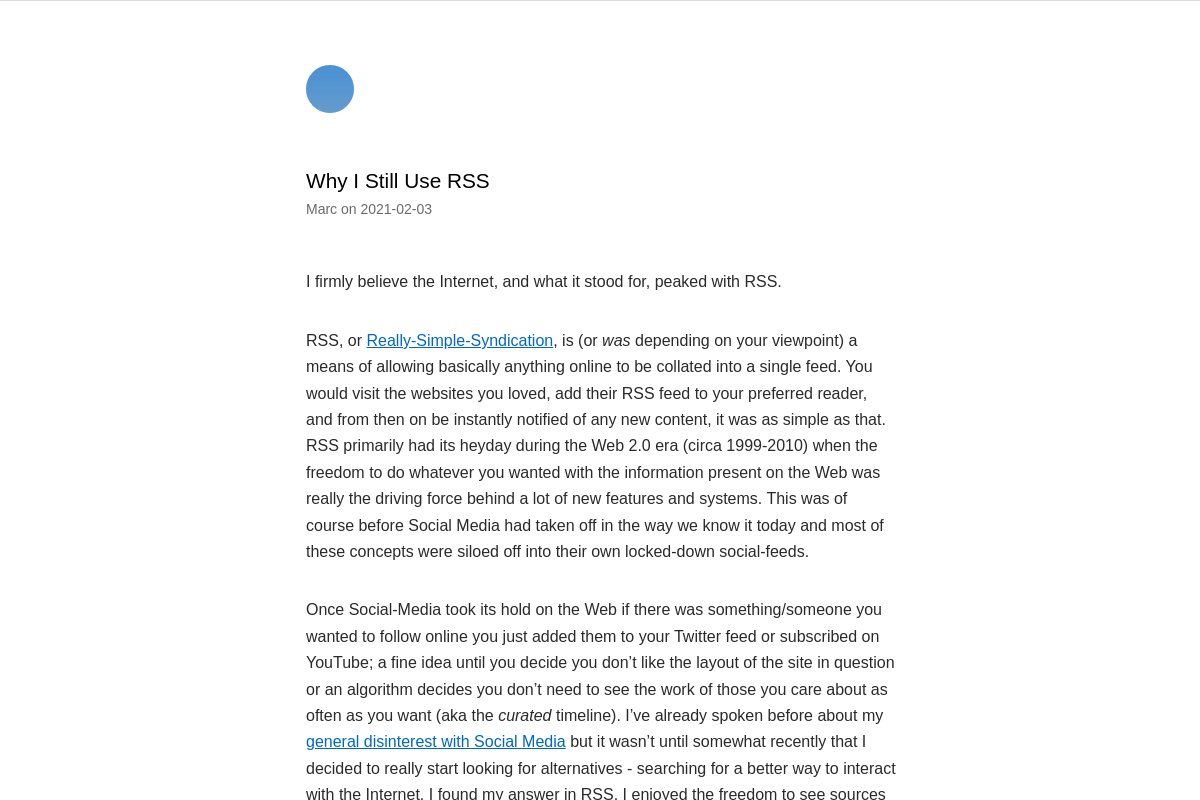 Why I Still Use RSS
Marc on 2021-02-03
I firmly believe the Internet, and what it stood for, peaked with RSS.
RSS, or Really-Simple-Syndication, is (or was depending on your viewpoint) a
means of allowing basically anything online to be collated into a single feed. You
would visit the websites you loved, add their RSS feed to your preferred reader,
and from then on be instantly notified of any new content, it was as simple as that.
RSS primarily had its heyday during the Web 2.0 era (circa 1999-2010) when the
freedom to do whatever you wanted with the information present on the Web was
really the driving force behind a lot of new features and systems. This was of
course before Social Media had taken off in the way we know it today and most of
these concepts were siloed off into their own locked-down social-feeds.
Once Social-Media took its hold on the Web if there was something/someone you
wanted to follow online you just added them to your Twitter feed or subscribed on
YouTube; a fine idea until you decide you don’t like the layout of the site in question
or an algorithm decides you don’t need to see the work of those you care about as
often as you want (aka the curated timeline). I’ve already spoken before about my
general disinterest with Social Media but it wasn’t until somewhat recently that I
decided to really start looking for alternatives - searching for a better way to interact
with the Internet. I found my answer in RSS. I enjoyed the freedom to see sources